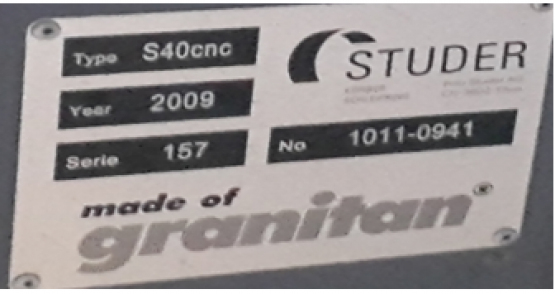 Type S40cnc
STUDER
Year 2009
Serie 157
No 1011-0941
made of
granitan®